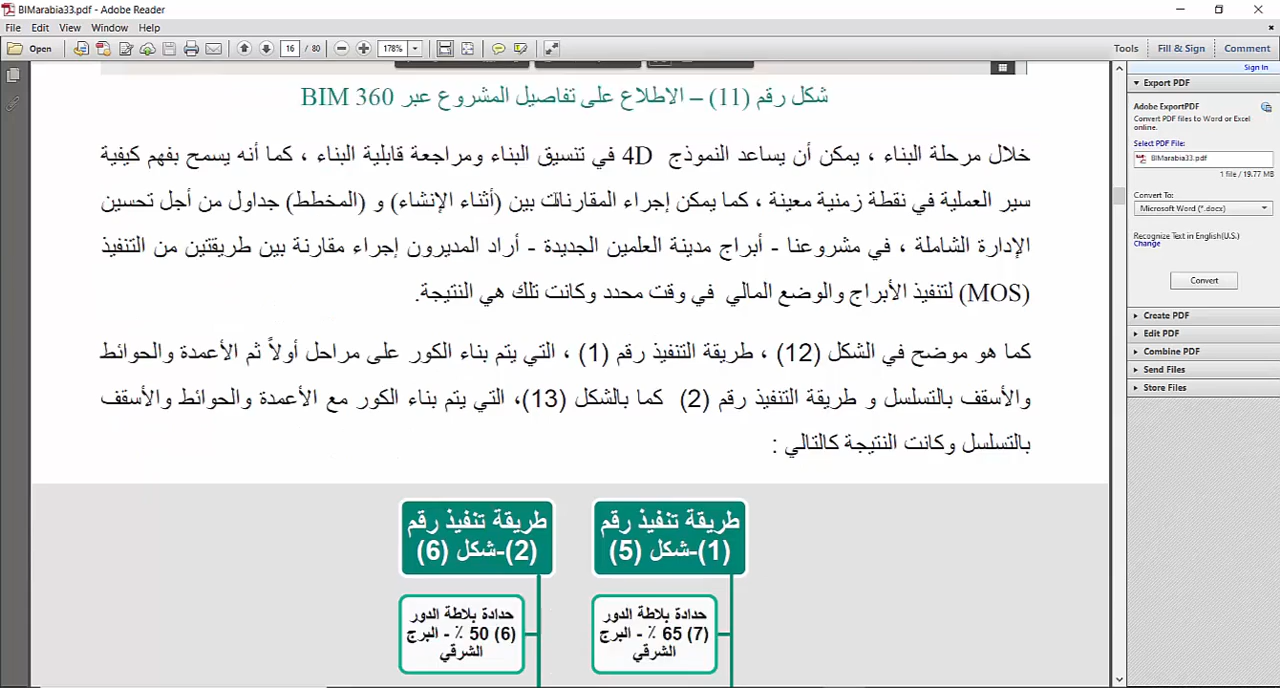 BIMarabia33.pdf - Adobe Reader
File Edit View Window Help
Open 16 / 80 178% Tools Fill & Sign Comment
Sign In
شكل رقم (11) – الاطلاع على تفاصيل المشروع عبر BIM 360
خلال مرحلة البناء ، يمكن أن يساعد النموذج 4D في تنسيق البناء ومراجعة قابلية البناء ، كما أنه يسمح بفهم كيفية
سير العملية في نقطة زمنية معينة ، كما يمكن إجراء المقارنات بين (أثناء الإنشاء) و (المخطط) جداول من أجل تحسين
الإدارة الشاملة ، في مشروعنا - أبراج مدينة العلمين الجديدة - أراد المديرون إجراء مقارنة بين طريقتين من التنفيذ
(MOS) لتنفيذ الأبراج والوضع المالي في وقت محدد وكانت تلك هي النتيجة.
كما هو موضح في الشكل (12) ، طريقة التنفيذ رقم (1) ، التي يتم بناء الكور على مراحل أولاً ثم الأعمدة والحوائط
والأسقف بالتسلسل و طريقة التنفيذ رقم (2) كما بالشكل (13)، التي يتم بناء الكور مع الأعمدة والحوائط والأسقف
بالتسلسل وكانت النتيجة كالتالي :
طريقة تنفيذ رقم
(1)-شكل (5)
حدادة بلاطة الدور
(7) 65 ٪ - البرج
الشرقي
طريقة تنفيذ رقم
(2)-شكل (6)
حدادة بلاطة الدور
(6) 50 ٪ - البرج
الشرقي
Export PDF
Adobe ExportPDF
Convert PDF files to Word or Excel
online.
Select PDF File:
BIMarabia33.pdf
1 file / 19.77 MB
Convert To:
Microsoft Word (*.docx)
Recognize Text in English(U.S.)
Change
Convert
Create PDF
Edit PDF
Combine PDF
Send Files
Store Files